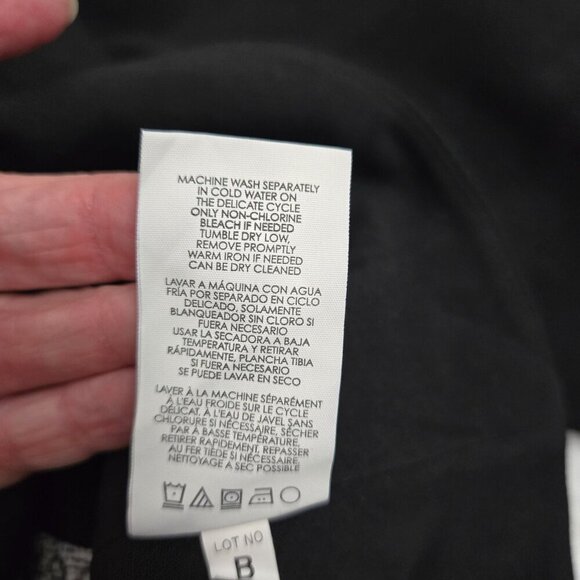 MACHINE WASH SEPARATELY
IN COLD WATER ON
THE DELICATE CYCLE
ONLY NON-CHLORINE
BLEACH IF NEEDED
TUMBLE DRY LOW,
REMOVE PROMPTLY
WARM IRON IF NEEDED
CAN BE DRY CLEANED
LAVAR A MÁQUINA CON AGUA
FRÍA POR SEPARADO EN CICLO
DELICADO, SOLAMENTE
BLANQUEADOR SIN CLORO SI
FUERA NECESARIO
USAR LA SECADORA A BAJA
TEMPERATURA Y RETIRAR
RÁPIDAMENTE, PLANCHA TIBIA
SI FUERA NECESARIO
SE PUEDE LAVAR EN SECO
LAVER À LA MACHINE SÉPARÉMENT
À L'EAU FROIDE SUR LE CYCLE
DÉLICAT. À L'EAU DE JAVEL SANS
CHLORURE SI NÉCESSAIRE, SÉCHER
PAR À BASSE TEMPÉRATURE,
RETIRER RAPIDEMENT. REPASSER
AU FER TIÈDE SI NÉCESSAIRE
NETTOYAGE A SEC POSSIBLE
LOT NO
B